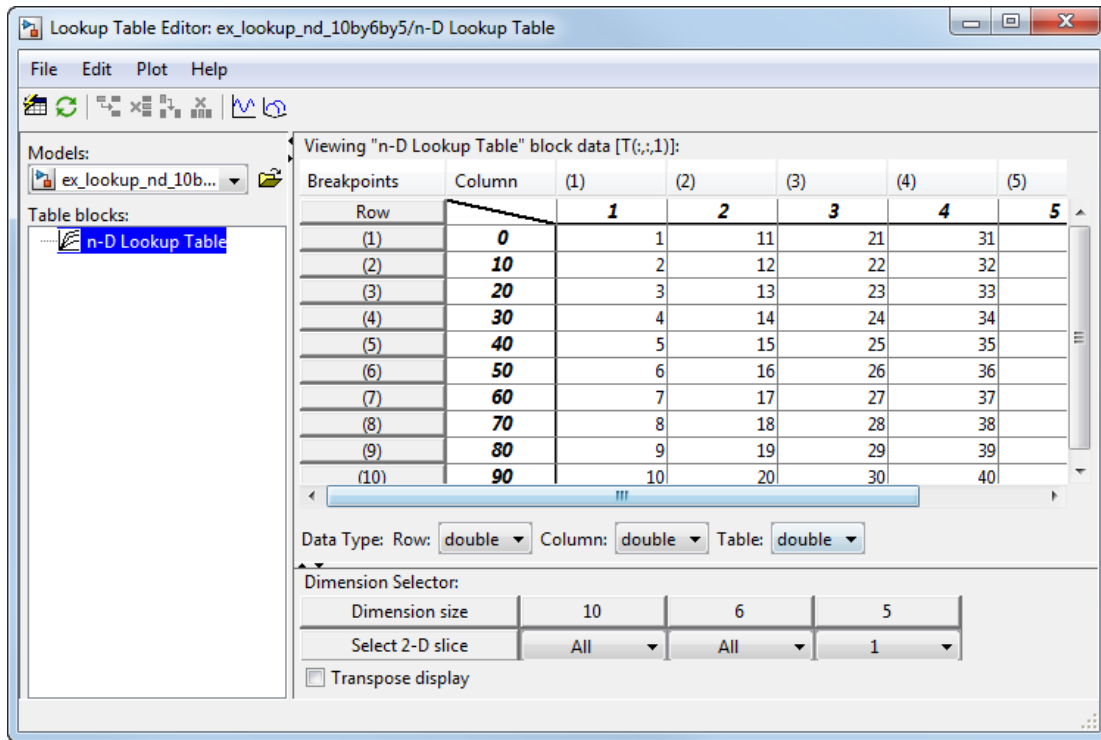 Lookup Table Editor: ex_lookup_nd_10by6by5/n-D Lookup Table
File Edit Plot Help
Models:
ex_lookup_nd_10b...
Table blocks:
n-D Lookup Table
Viewing "n-D Lookup Table" block data [T(:,:,1)]:
Breakpoints Column (1) (2) (3) (4) (5)
Row 1 2 3 4 5
(1) 0 1 11 21 31
(2) 10 2 12 22 32
(3) 20 3 13 23 33
(4) 30 4 14 24 34
(5) 40 5 15 25 35
(6) 50 6 16 26 36
(7) 60 7 17 27 37
(8) 70 8 18 28 38
(9) 80 9 19 29 39
(10) 90 10 20 30 40
Data Type: Row: double Column: double Table: double
Dimension Selector:
Dimension size 10 6 5
Select 2-D slice All All 1
Transpose display